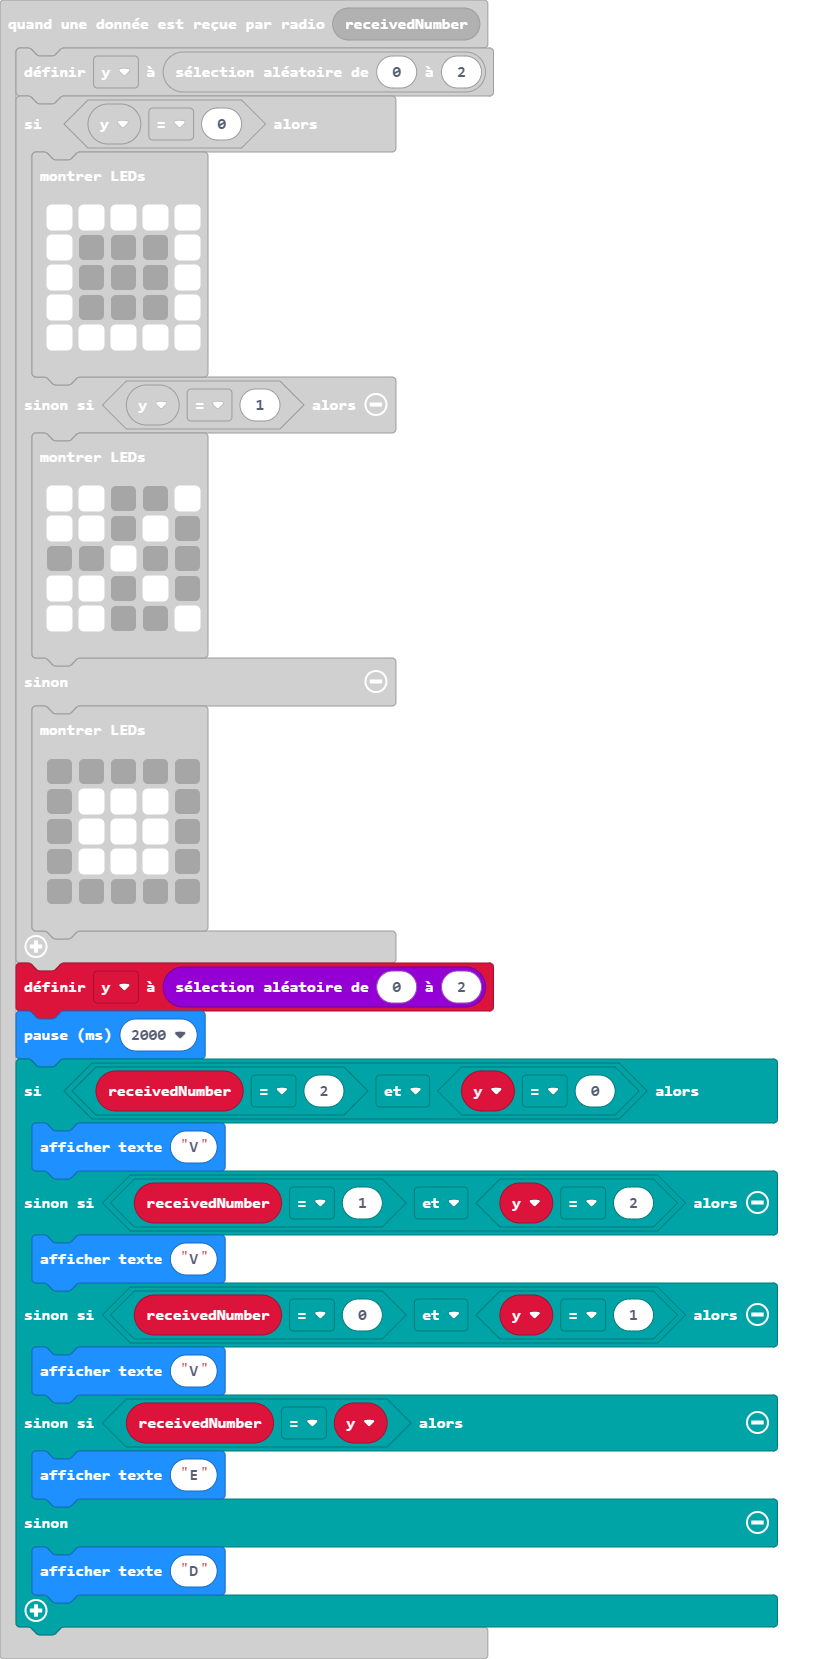 quand une donnée est reçue par radio receivedNumber
définir y à sélection aléatoire de 0 à 2
si y = 0 alors
montrer LEDs
sinon si y = 1 alors
montrer LEDs
sinon
montrer LEDs
définir y à sélection aléatoire de 0 à 2
pause (ms) 2000
si receivedNumber = 2 et y = 0 alors
afficher texte "V"
sinon si receivedNumber = 1 et y = 2 alors
afficher texte "V"
sinon si receivedNumber = 0 et y = 1 alors
afficher texte "V"
sinon si receivedNumber = y alors
afficher texte "E"
sinon
afficher texte "D"